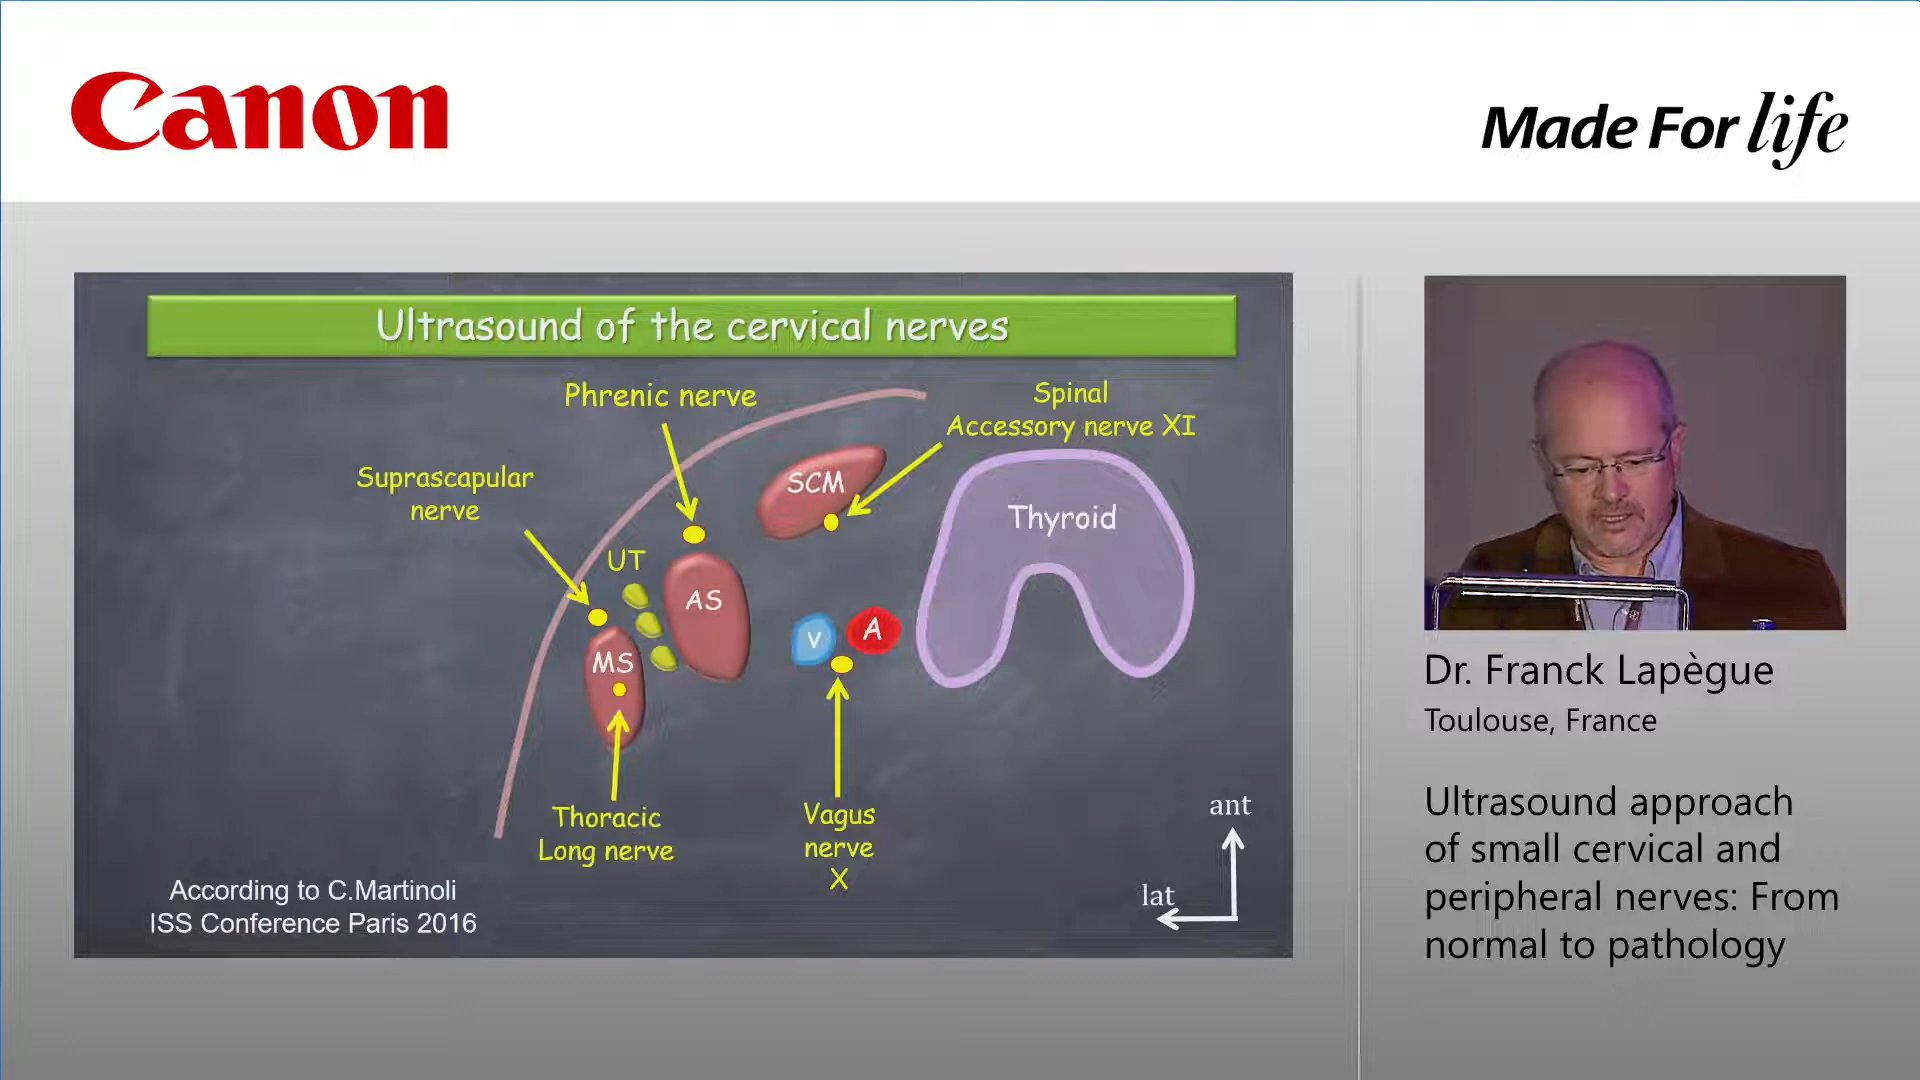 Canon
Made For life
Ultrasound of the cervical nerves
Phrenic nerve
Spinal
Accessory nerve XI
Suprascapular
nerve
SCM
Thyroid
UT
AS
MS
V
A
Thoracic
Long nerve
Vagus
nerve
X
ant
lat
According to C.Martinoli
ISS Conference Paris 2016
Dr. Franck Lapègue
Toulouse, France
Ultrasound approach
of small cervical and
peripheral nerves: From
normal to pathology